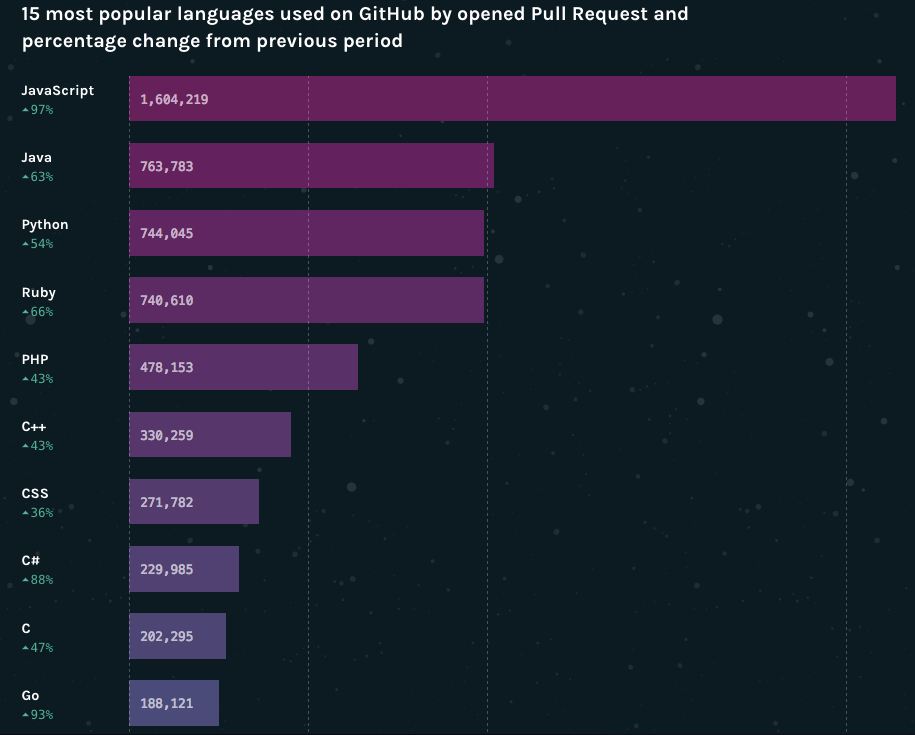 15 most popular languages used on GitHub by opened Pull Request and
percentage change from previous period
JavaScript
97%
1,604,219
Java
63%
763,783
Python
54%
744,045
Ruby
66%
740,610
PHP
43%
478,153
C++
43%
330,259
CSS
36%
271,782
C#
88%
229,985
C
47%
202,295
Go
93%
188,121